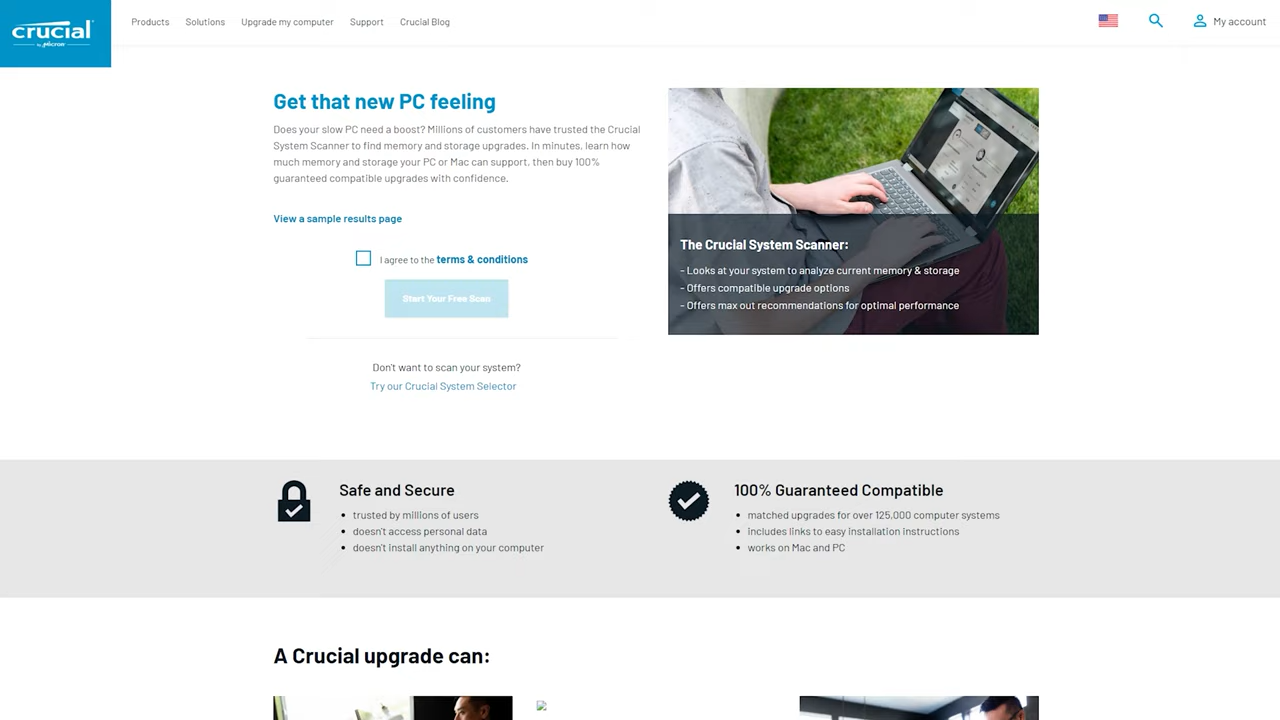 crucial
by Micron
Products
Solutions
Upgrade my computer
Support
Crucial Blog
My account
Get that new PC feeling
Does your slow PC need a boost? Millions of customers have trusted the Crucial
System Scanner to find memory and storage upgrades. In minutes, learn how
much memory and storage your PC or Mac can support, then buy 100%
guaranteed compatible upgrades with confidence.
View a sample results page
I agree to the terms & conditions
Start Your Free Scan
Don't want to scan your system?
Try our Crucial System Selector
The Crucial System Scanner:
- Looks at your system to analyze current memory & storage
- Offers compatible upgrade options
- Offers max out recommendations for optimal performance
Safe and Secure
• trusted by millions of users
• doesn't access personal data
• doesn't install anything on your computer
100% Guaranteed Compatible
• matched upgrades for over 125,000 computer systems
• includes links to easy installation instructions
• works on Mac and PC
A Crucial upgrade can: